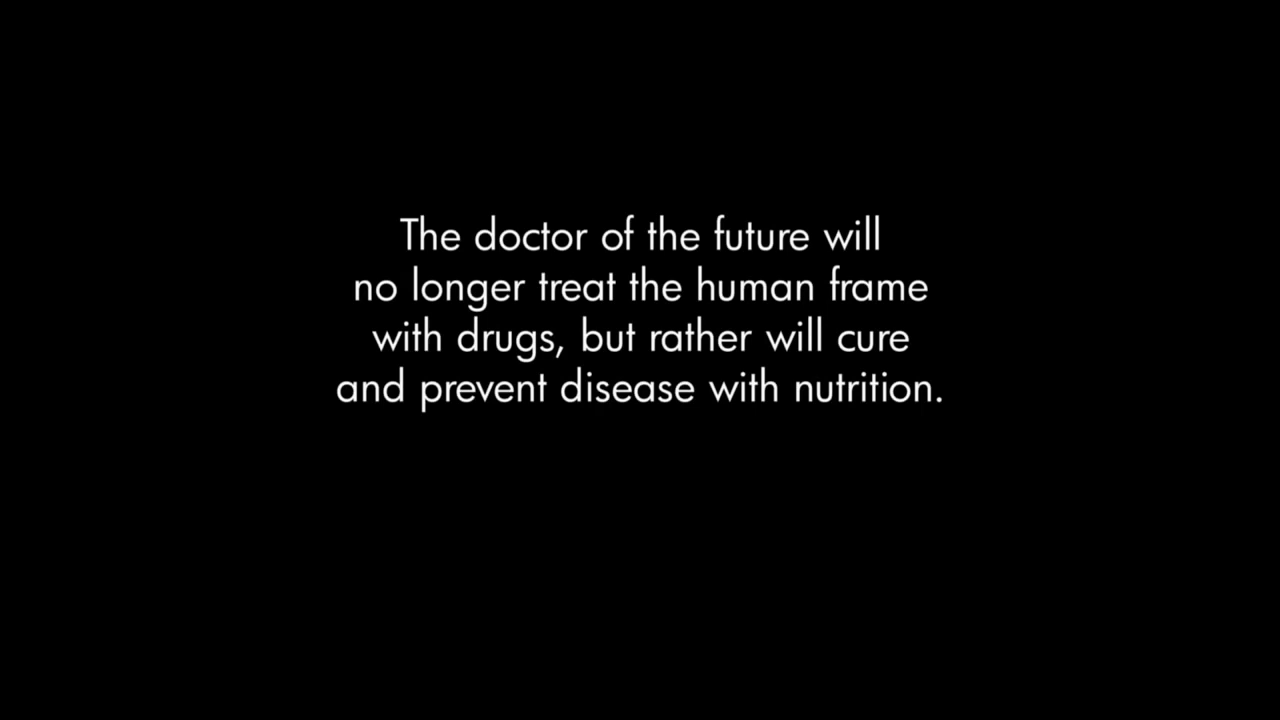 The doctor of the future will
no longer treat the human frame
with drugs, but rather will cure
and prevent disease with nutrition.